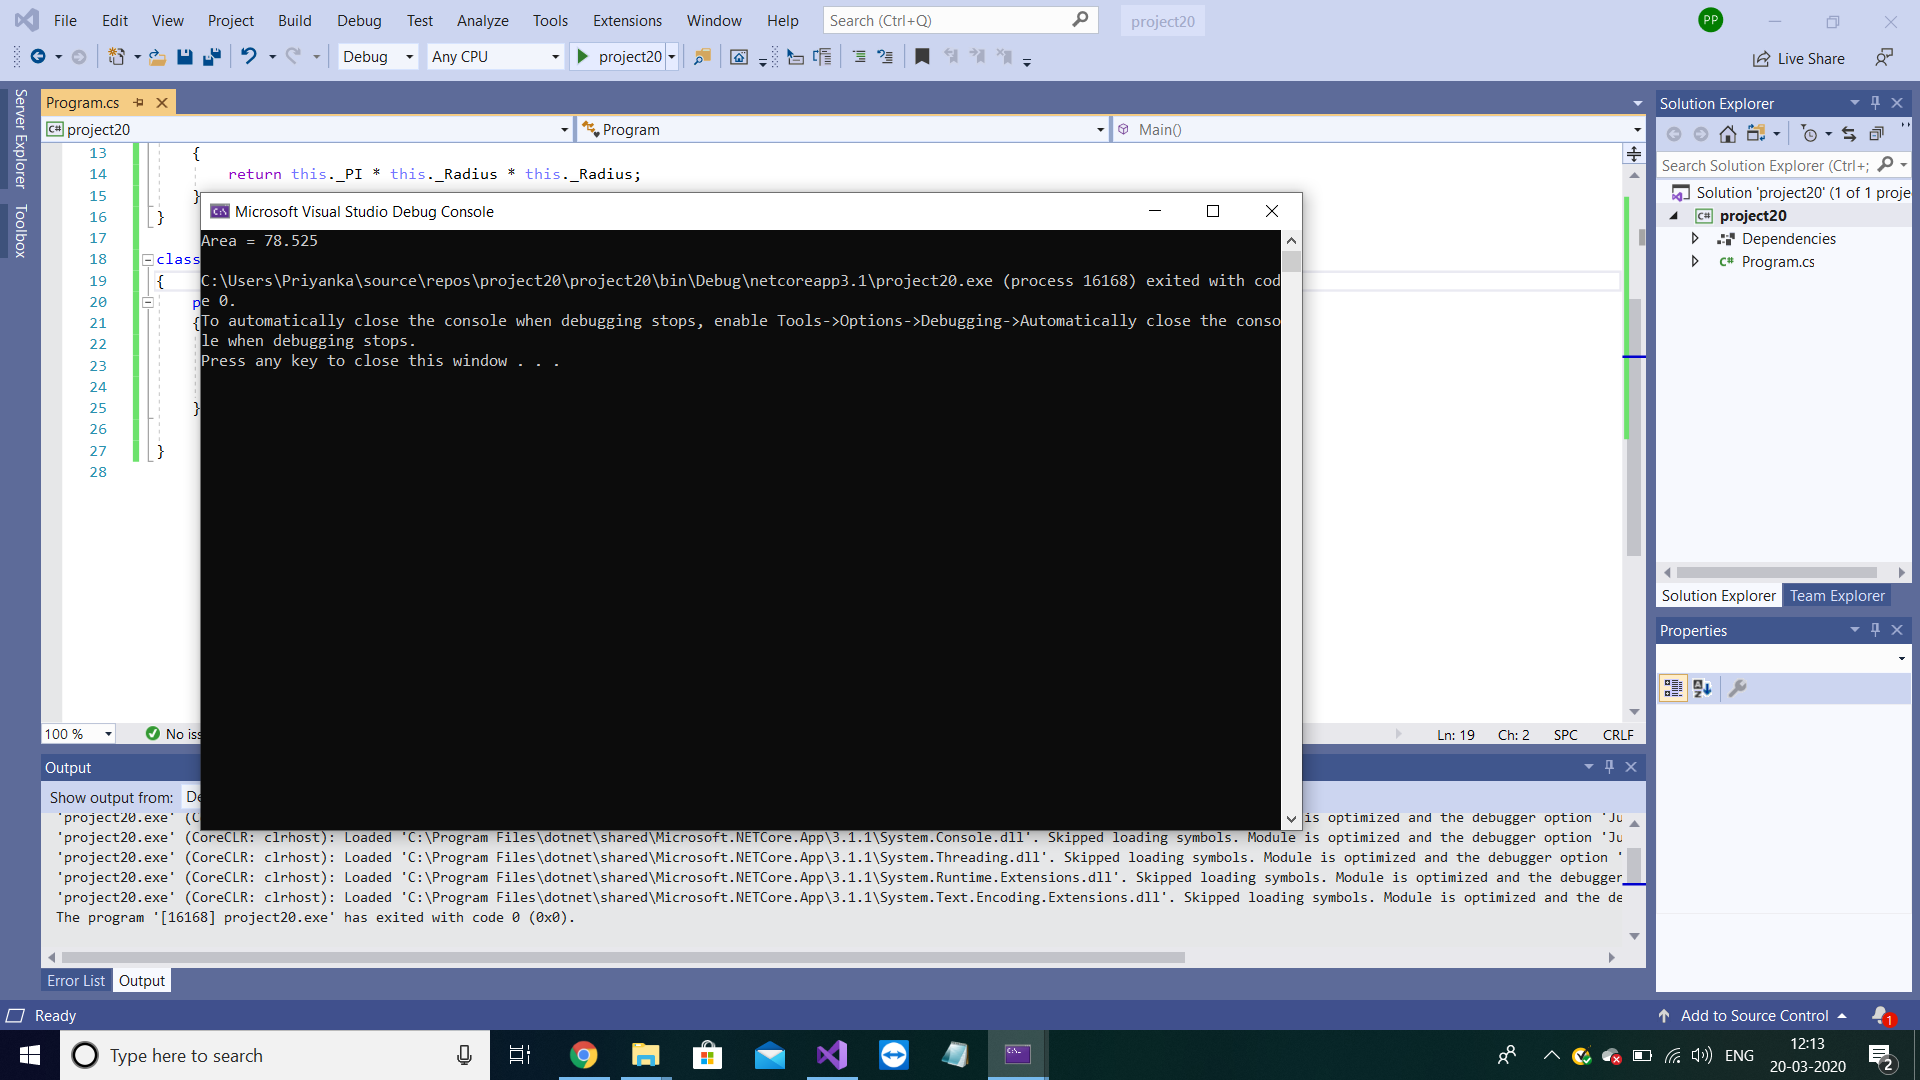 File Edit View Project Build Debug Test Analyze Tools Extensions Window Help Search (Ctrl+Q) project20 PP
Debug Any CPU project20 Live Share
Server Explorer
Toolbox
Program.cs
project20 Program Main()
13 {
14 return this._PI * this._Radius * this._Radius;
15 }
16 }
17
18 class
19 {
20 p
21 {
22
23
24
25 }
26
27 }
28
Microsoft Visual Studio Debug Console
Area = 78.525
C:\Users\Priyanka\source\repos\project20\project20\bin\Debug\netcoreapp3.1\project20.exe (process 16168) exited with cod
e 0.
To automatically close the console when debugging stops, enable Tools->Options->Debugging->Automatically close the conso
le when debugging stops.
Press any key to close this window . . .
100 % No iss Ln: 19 Ch: 2 SPC CRLF
Output
Show output from: De
'project20.exe' (C is optimized and the debugger option 'Ju
'project20.exe' (CoreCLR: clrhost): Loaded 'C:\Program Files\dotnet\shared\Microsoft.NETCore.App\3.1.1\System.Console.dll'. Skipped loading symbols. Module is optimized and the debugger option 'Ju
'project20.exe' (CoreCLR: clrhost): Loaded 'C:\Program Files\dotnet\shared\Microsoft.NETCore.App\3.1.1\System.Threading.dll'. Skipped loading symbols. Module is optimized and the debugger option '
'project20.exe' (CoreCLR: clrhost): Loaded 'C:\Program Files\dotnet\shared\Microsoft.NETCore.App\3.1.1\System.Runtime.Extensions.dll'. Skipped loading symbols. Module is optimized and the debugger
'project20.exe' (CoreCLR: clrhost): Loaded 'C:\Program Files\dotnet\shared\Microsoft.NETCore.App\3.1.1\System.Text.Encoding.Extensions.dll'. Skipped loading symbols. Module is optimized and the de
The program '[16168] project20.exe' has exited with code 0 (0x0).
Error List Output
Solution Explorer
Search Solution Explorer (Ctrl+;
Solution 'project20' (1 of 1 proje
C# project20
Dependencies
C# Program.cs
Solution Explorer Team Explorer
Properties
Ready Add to Source Control 1
Type here to search ENG 12:13
20-03-2020 2